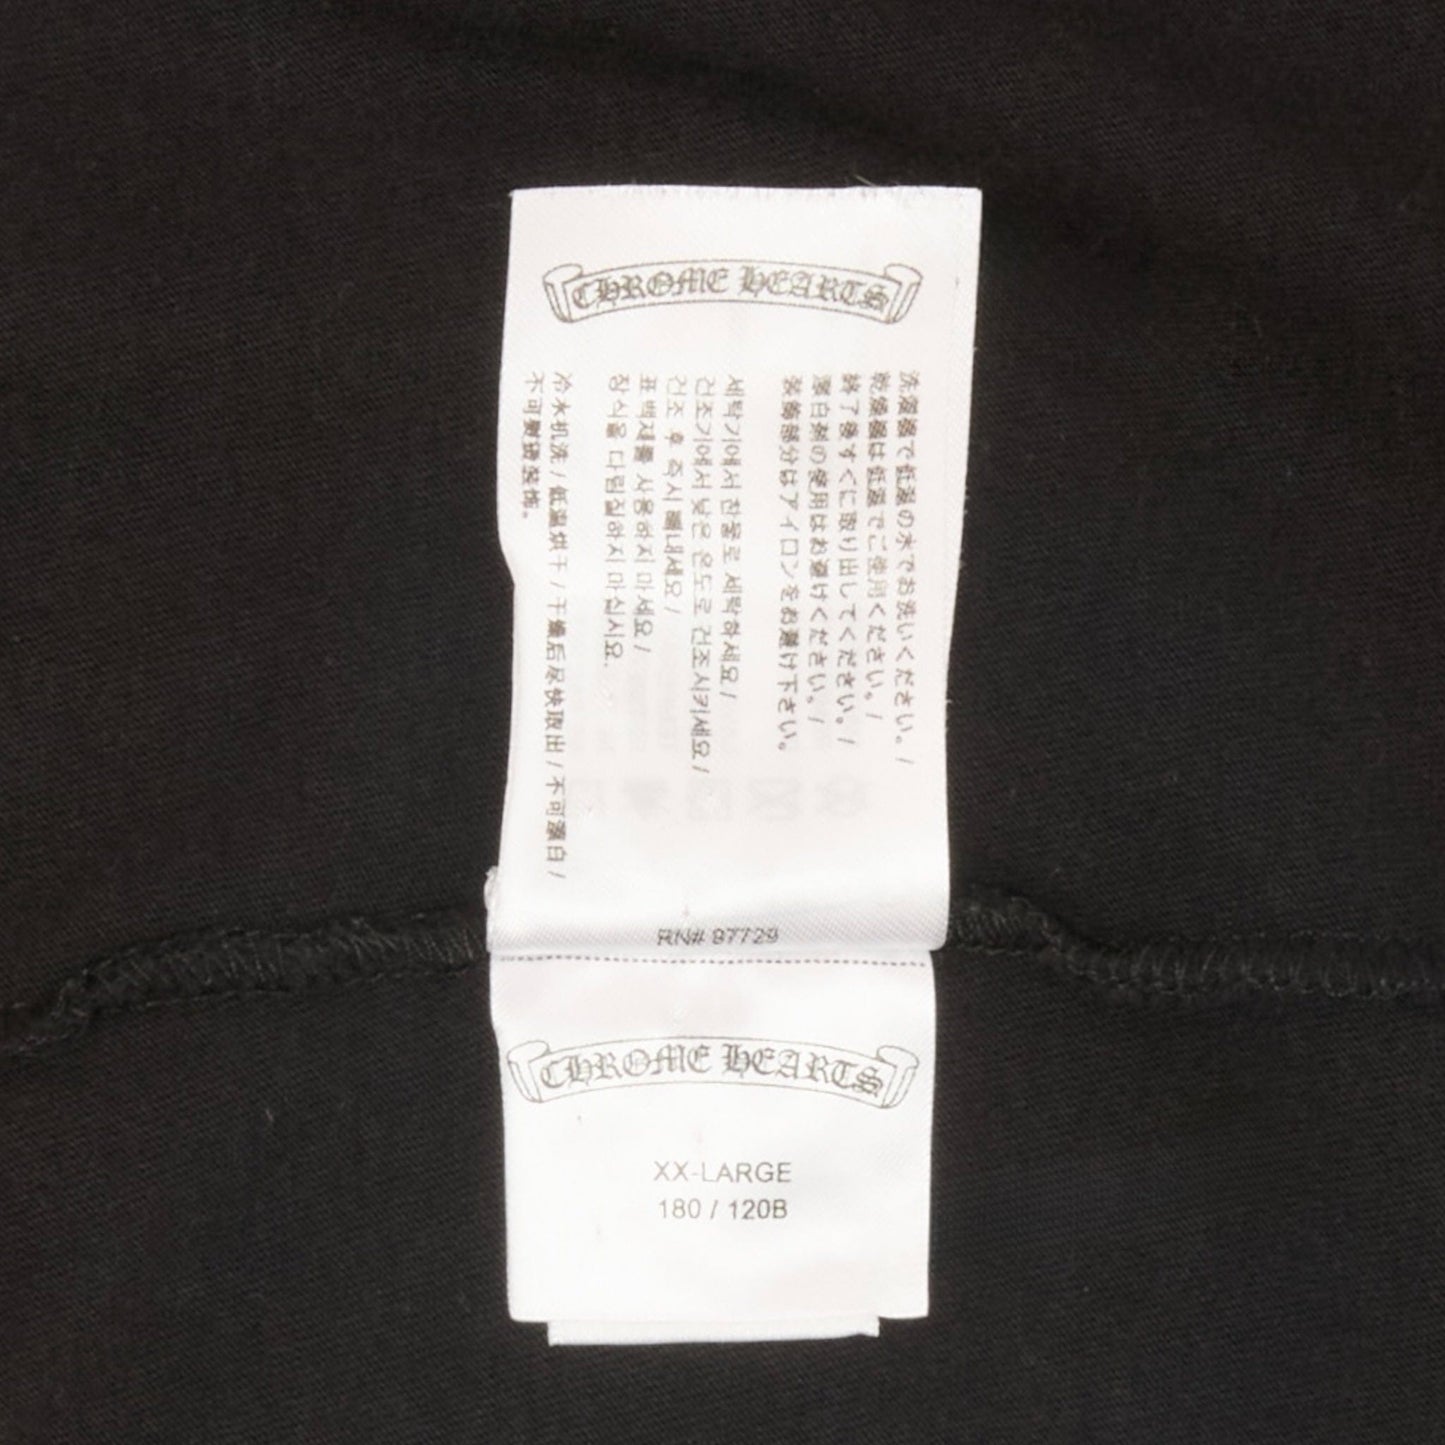 CHROME HEARTS
洗濯器で低温の水でお洗いください。/
乾燥器は低温でご使用ください。/
終了後すぐに取り出してください。/
漂白剤の使用はお避けください。/
装飾部分はアイロンをお避け下さい。
세탁기에서 찬물로 세탁하세요/
건조기에서 낮은 온도로 건조시키세요/
건조 후 즉시 빼내세요/
표백제를 사용하지 마세요/
장식을 다림질하지 마십시요.
冷水机洗/低温烘干/干燥后尽快取出/不可漂白/
不可熨烫装饰。
RN# 97729
CHROME HEARTS
XX-LARGE
180 / 120B